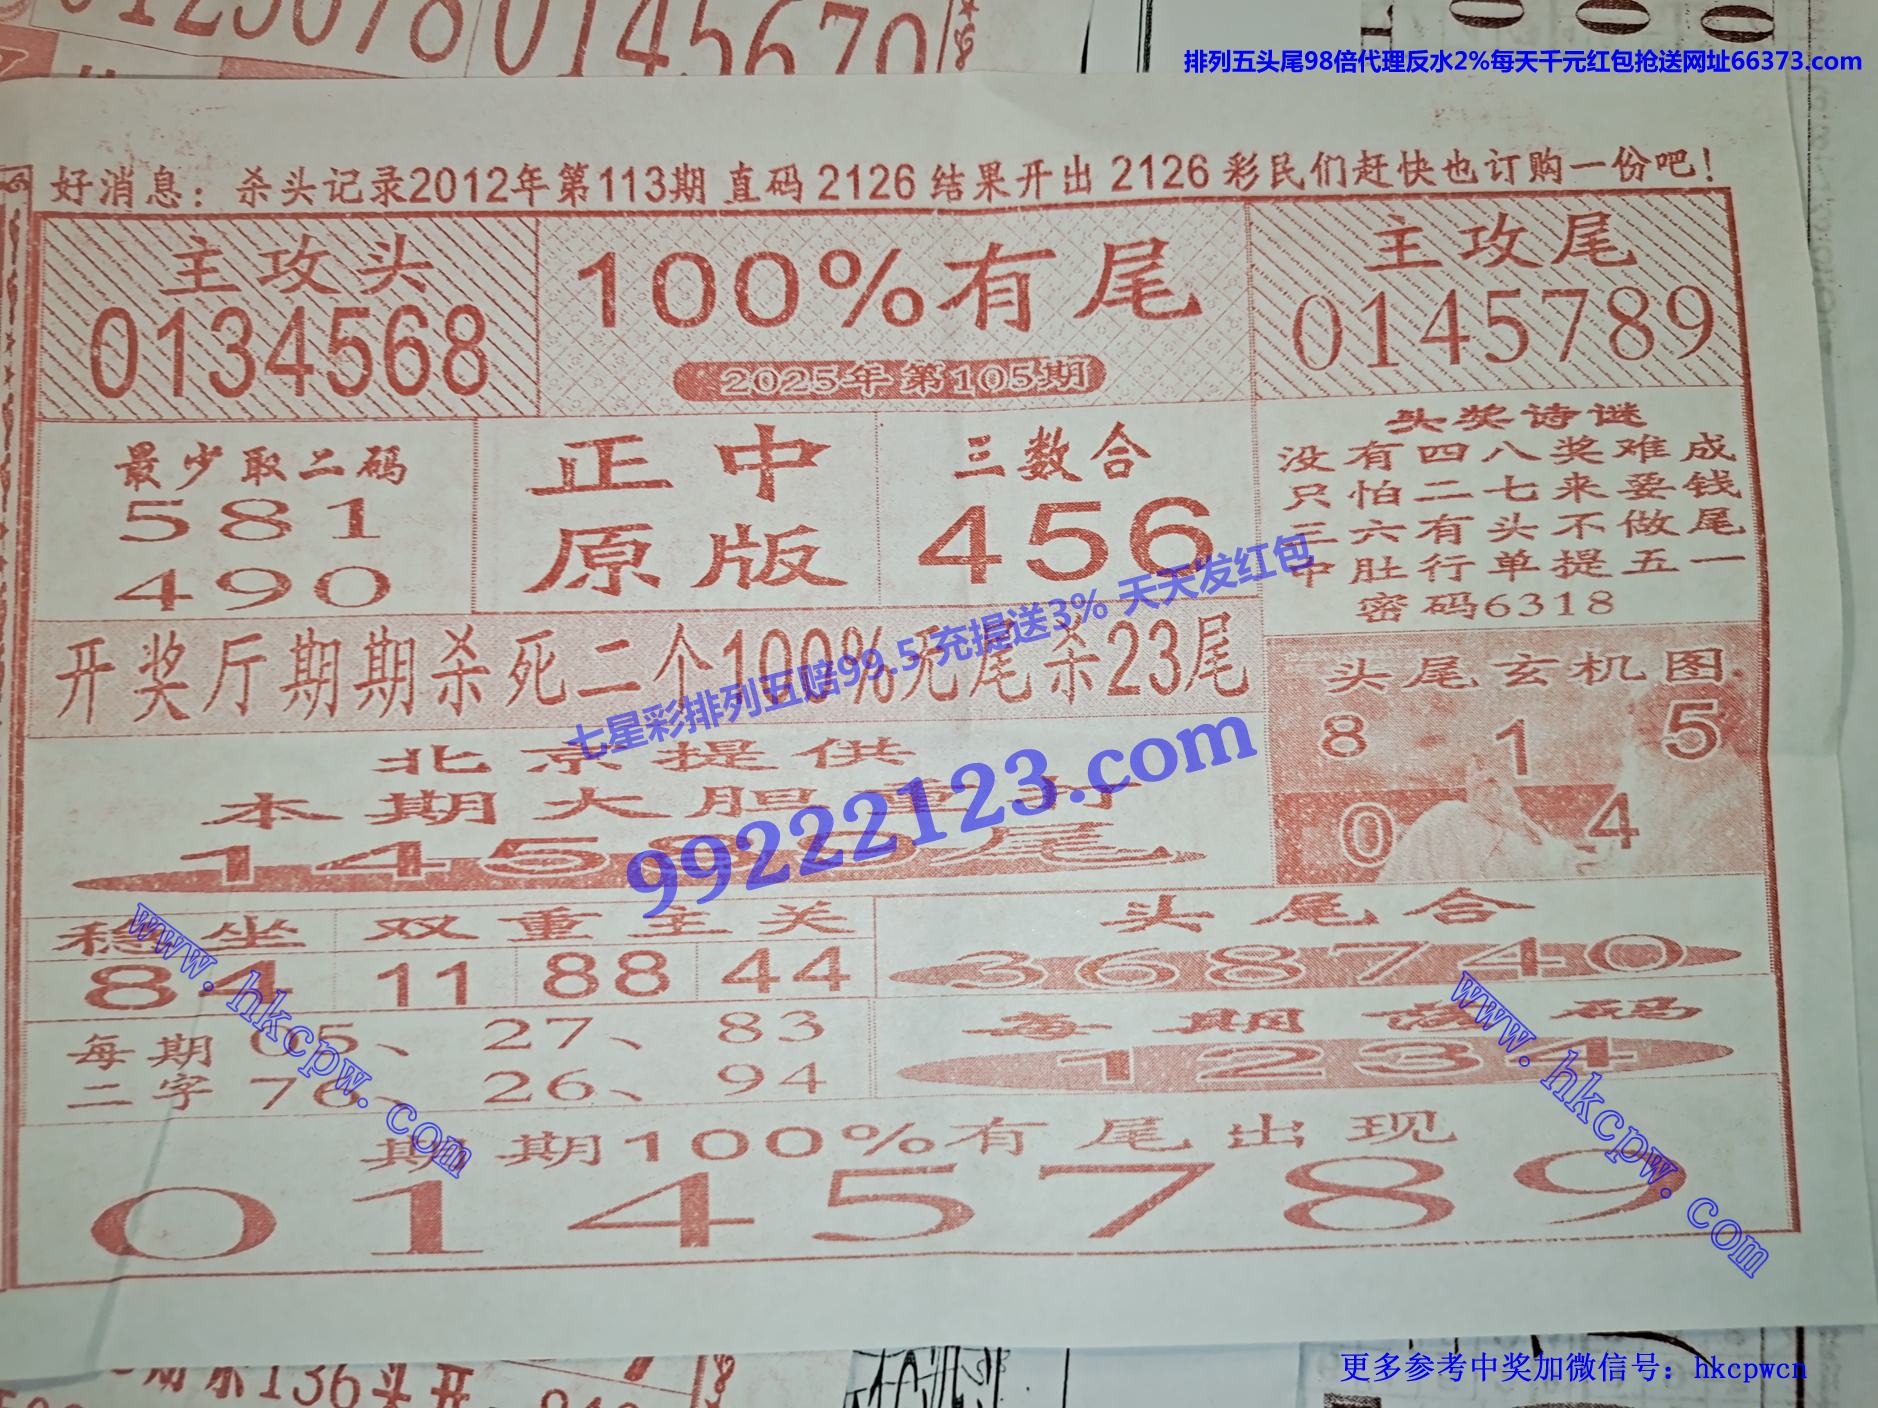 0145670
排列五头尾98倍代理反水2%每天千元红包抢送网址66373.com
好消息：杀头记录2012年第113期 直码 2126 结果开出 2126 彩民们赶快也订购一份吧！
主攻头
0134568
100%有尾
2025年第105期
主攻尾
0145789
最少取二码
581
490
正中
原版
三数合
456
头奖诗谜
没有四八奖难成
只怕二七来要钱
三六有头不做尾
中肚行单提五一
密码6318
开奖厅期期杀死二个100%无尾杀23尾
七星彩排列五赔99.5 充提送3% 天天发红包
99222123.com
头尾玄机图
8 1 5
0 4
北京提供
本期大胆
尾
稳坐 双重主关
84 11 88 44
头尾合
368740
每期
二字
05、27、83
76、26、94
每期 码
1234
www.hkcpw.com
www.hkcpw.com
期期100%有尾出现
0145789
更多参考中奖加微信号：hkcpwcn